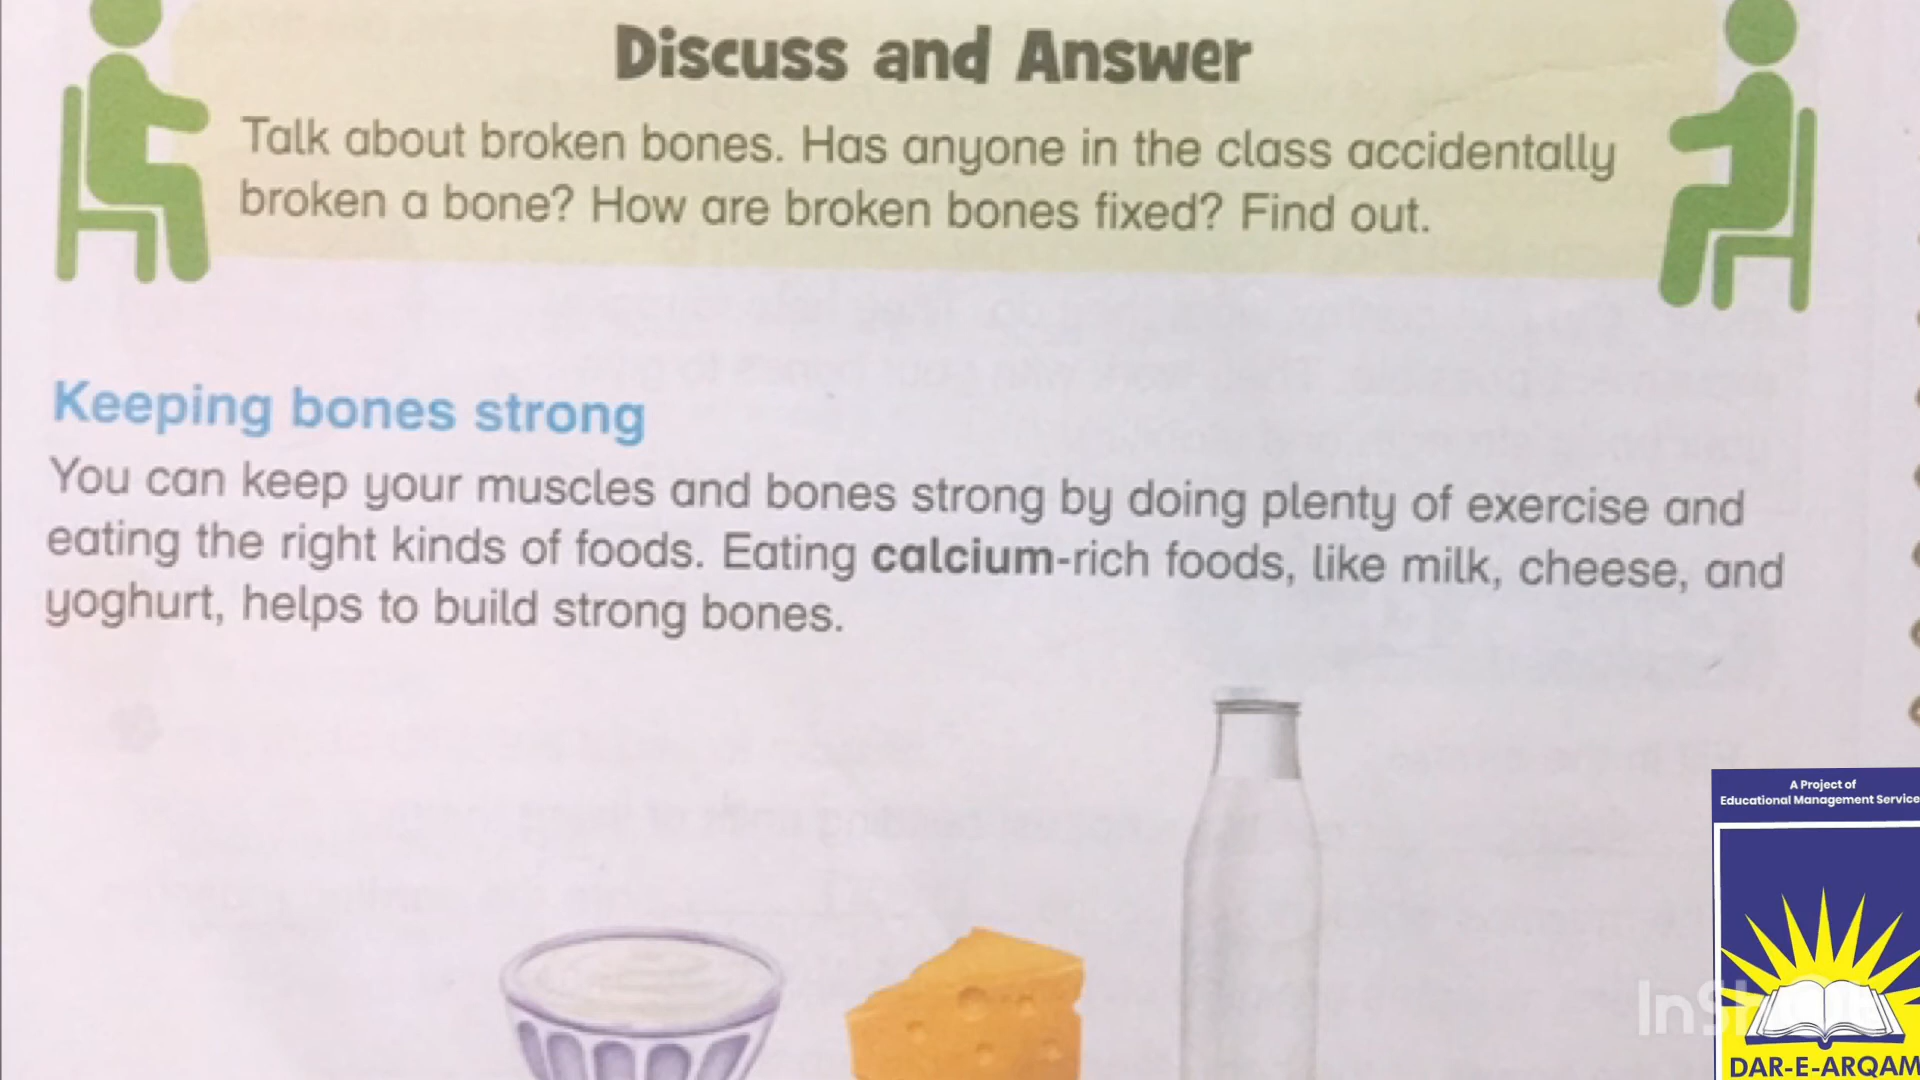 Discuss and Answer
Talk about broken bones. Has anyone in the class accidentally
broken a bone? How are broken bones fixed? Find out.
Keeping bones strong
You can keep your muscles and bones strong by doing plenty of exercise and
eating the right kinds of foods. Eating calcium-rich foods, like milk, cheese, and
yoghurt, helps to build strong bones.
A Project of
Educational Management Service
DAR-E-ARQAM